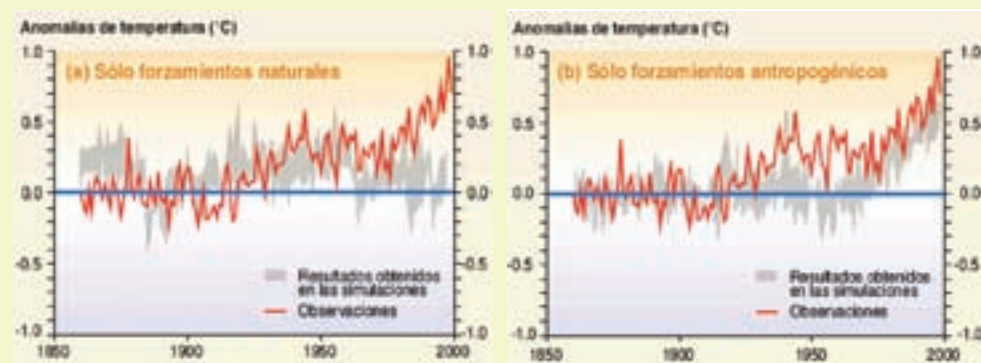 Anomalías de temperatura (°C)
1.0
1.0
(a) Sólo forzamientos naturales
0.5
0.5
0.0
0.0
-0.5
-0.5
Resultados obtenidos
en las simulaciones
Observaciones
-1.0
-1.0
1850
1900
1950
2000
Anomalías de temperatura (°C)
1.0
1.0
(b) Sólo forzamientos antropogénicos
0.5
0.5
0.0
0.0
-0.5
-0.5
Resultados obtenidos
en las simulaciones
Observaciones
-1.0
-1.0
1850
1900
1950
2000